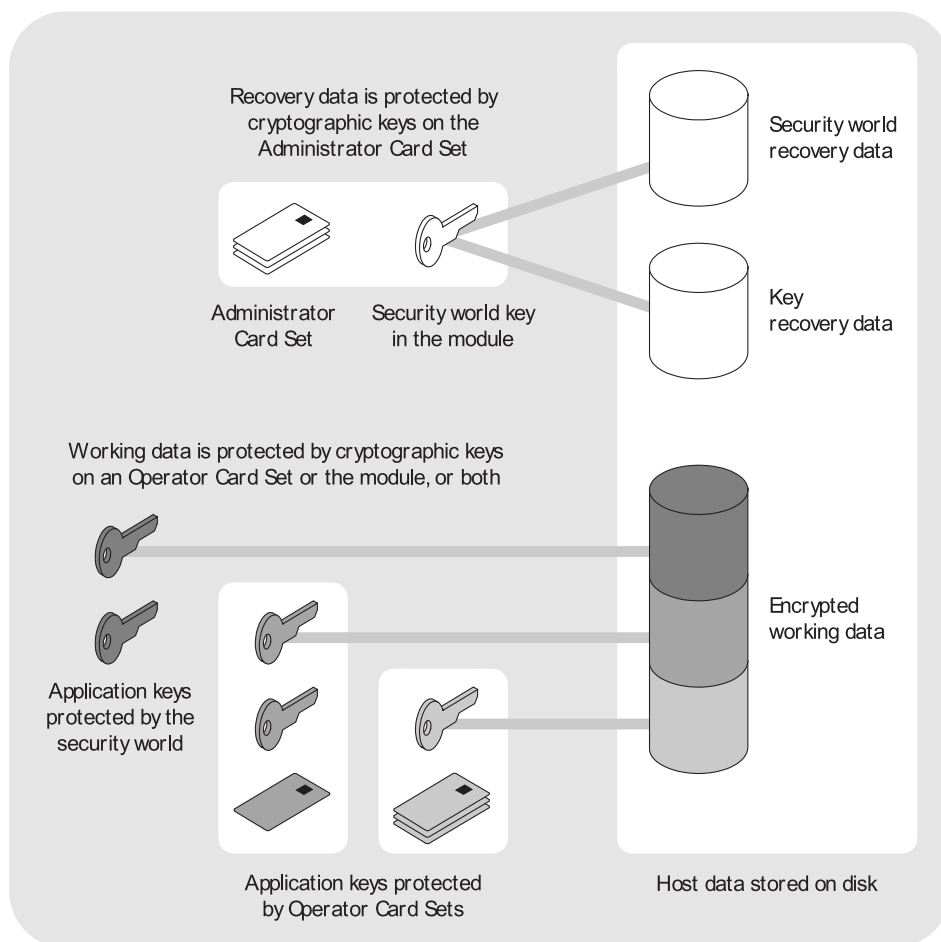 Recovery data is protected by
cryptographic keys on the
Administrator Card Set
Security world
recovery data
Administrator
Card Set
Security world key
in the module
Key
recovery data
Working data is protected by cryptographic keys
on an Operator Card Set or the module, or both
Encrypted
working data
Application keys
protected by the
security world
Application keys protected
by Operator Card Sets
Host data stored on disk